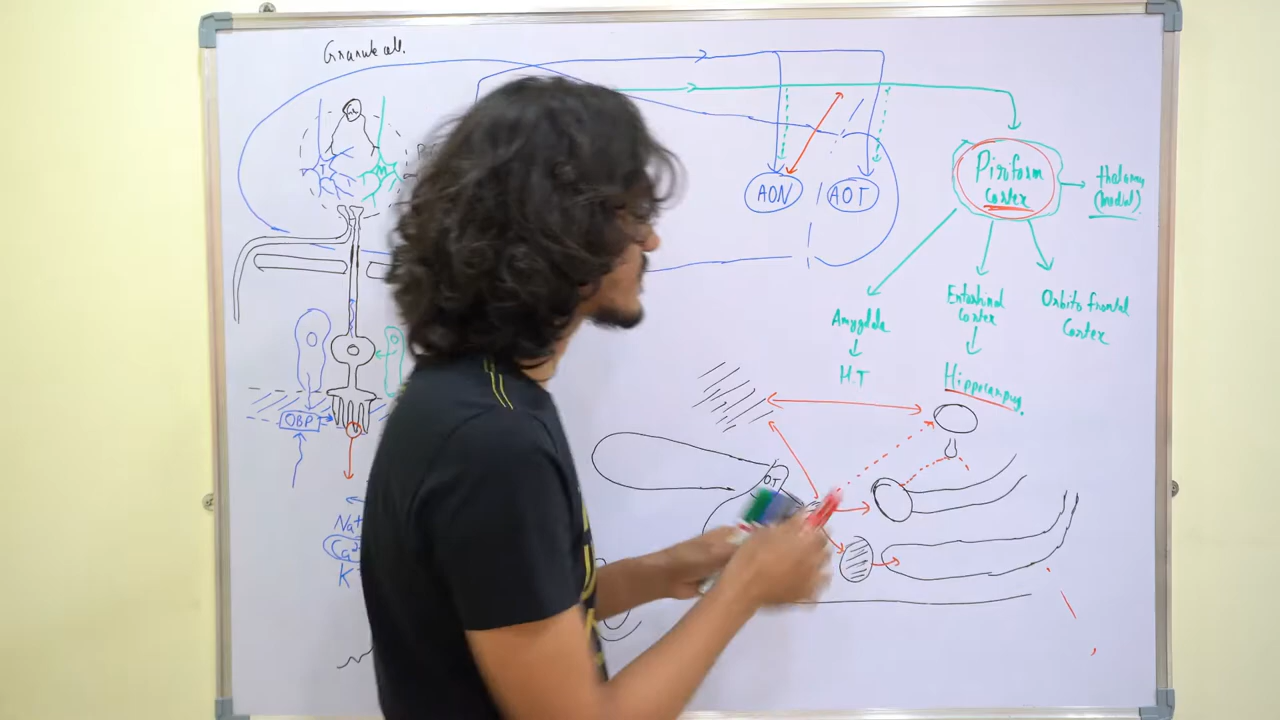 Granule cell.
M
AON
AOT
Piriform
Cortex
thalamus
(medial)
Amygdala
H.T
Entorhinal
Cortex
Hippocampus
Orbito frontal
Cortex
OBP
OT
Na+
Ca2+
K+